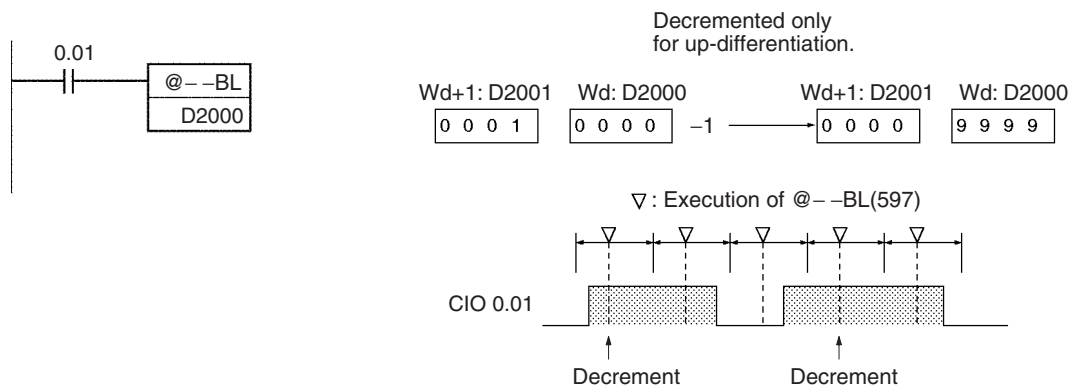 0.01
@– –BL
D2000
Decremented only
for up-differentiation.
Wd+1: D2001 Wd: D2000 Wd+1: D2001 Wd: D2000
0 0 0 1 0 0 0 0 –1 0 0 0 0 9 9 9 9
▽ : Execution of @– –BL(597)
CIO 0.01
Decrement Decrement